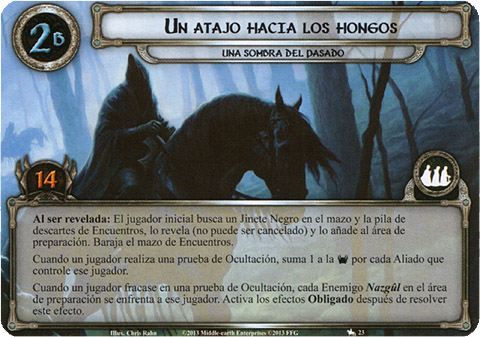 2B
UN ATAJO HACIA LOS HONGOS
UNA SOMBRA DEL PASADO
14
Al ser revelada: El jugador inicial busca un Jinete Negro en el mazo y la pila de
descartes de Encuentros, lo revela (no puede ser cancelado) y lo añade al área de
preparación. Baraja el mazo de Encuentros.
Cuando un jugador realiza una prueba de Ocultación, suma 1 a la por cada Aliado que
controle ese jugador.
Cuando un jugador fracase en una prueba de Ocultación, cada Enemigo Nazgûl en el área
de preparación se enfrenta a ese jugador. Activa los efectos Obligado después de resolver
este efecto.
Illus. Chris Rahn ©2013 Middle-earth Enterprises ©2013 FFG 23